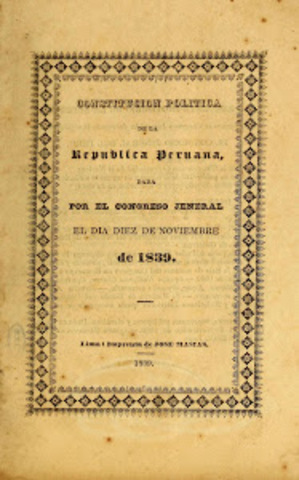 CONSTITUCION POLITICA
DE LA
Republica Peruana,
DADA
POR EL CONGRESO JENERAL
EL DIA DIEZ DE NOVIEMBRE
de 1839.
Lima: Imprenta de JOSE MASIAS.
1839.